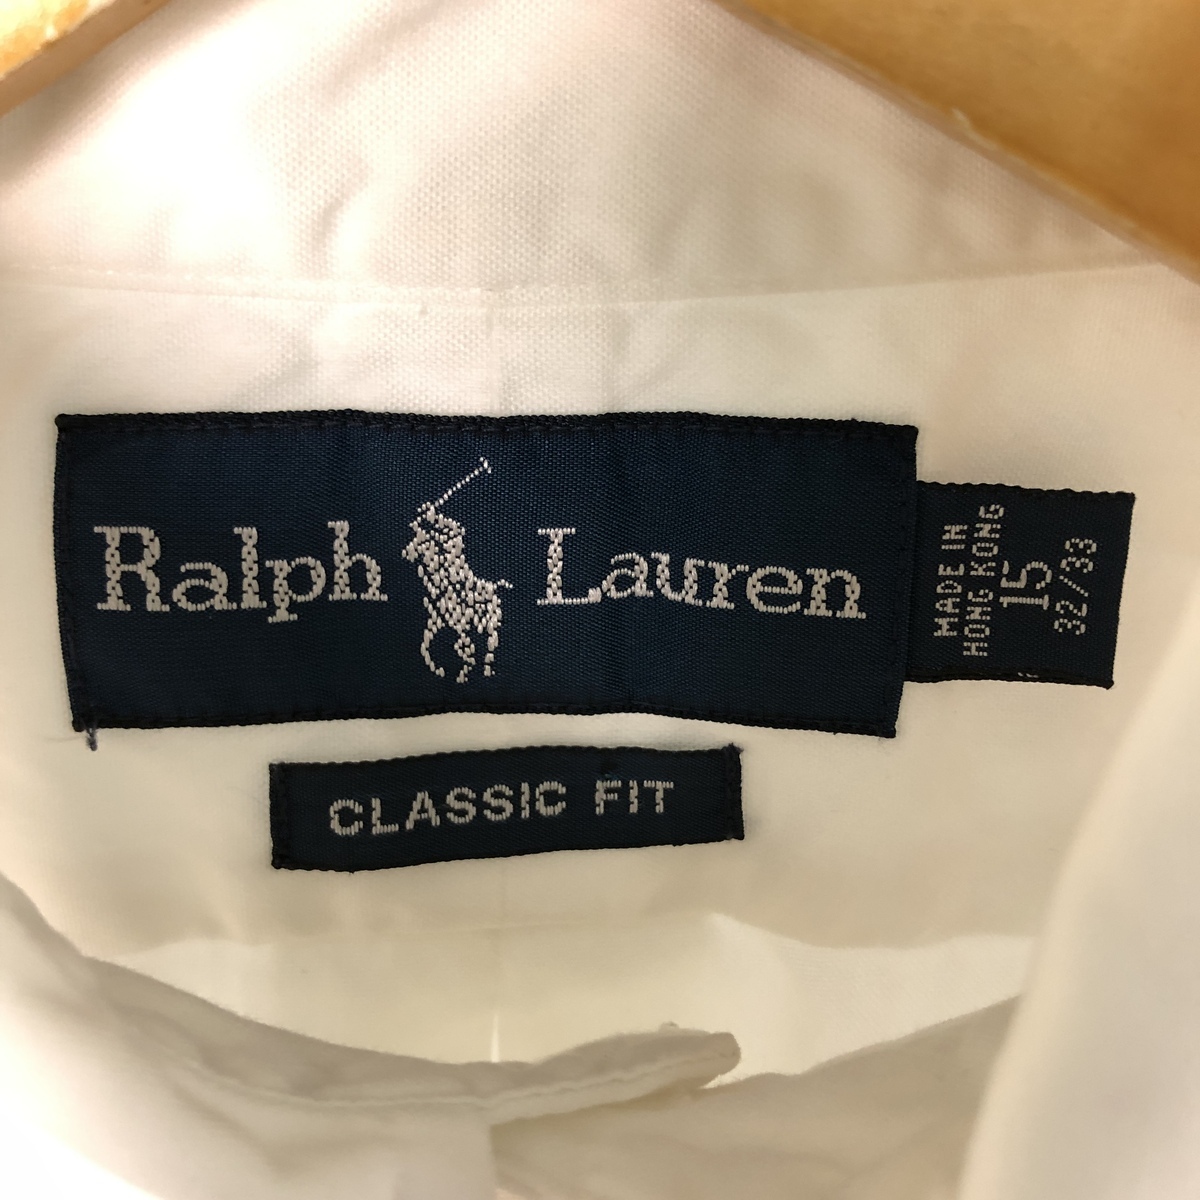 Ralph Lauren
MADE IN
HONG KONG
15
32/33
CLASSIC FIT